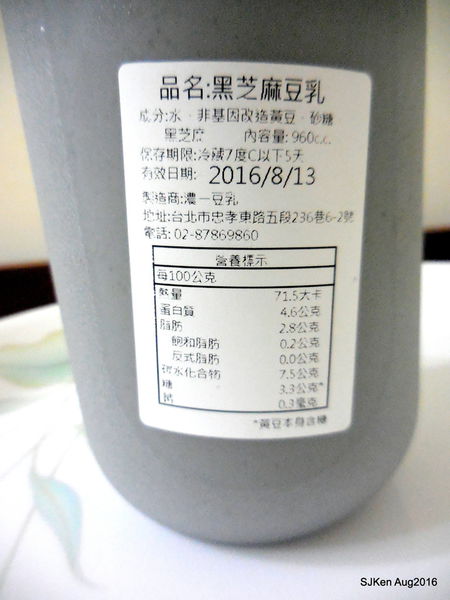 品名:黑芝麻豆乳
成分:水、非基因改造黃豆、砂糖
黑芝麻 內容量:960c.c.
保存期限:冷藏7度C以下5天
有效日期: 2016/8/13
製造商:濃一豆乳
地址:台北市忠孝東路五段236巷6-2號
電話: 02-87869860
營養標示
每100公克
熱量 71.5大卡
蛋白質 4.6公克
脂肪 2.8公克
飽和脂肪 0.2公克
反式脂肪 0.0公克
碳水化合物 7.5公克
糖 3.3公克*
鈉 0.3毫克
*黃豆本身含糖
SJKen Aug2016